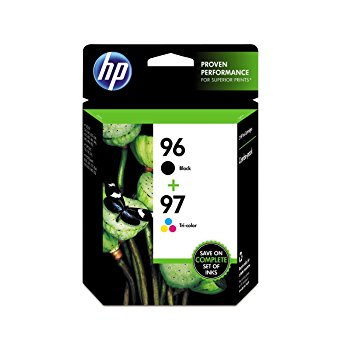 hp
PROVEN
PERFORMANCE
FOR SUPERIOR PRINTS*
96
Black
+
97
Tri-color
SAVE ON
COMPLETE
SET OF
INKS